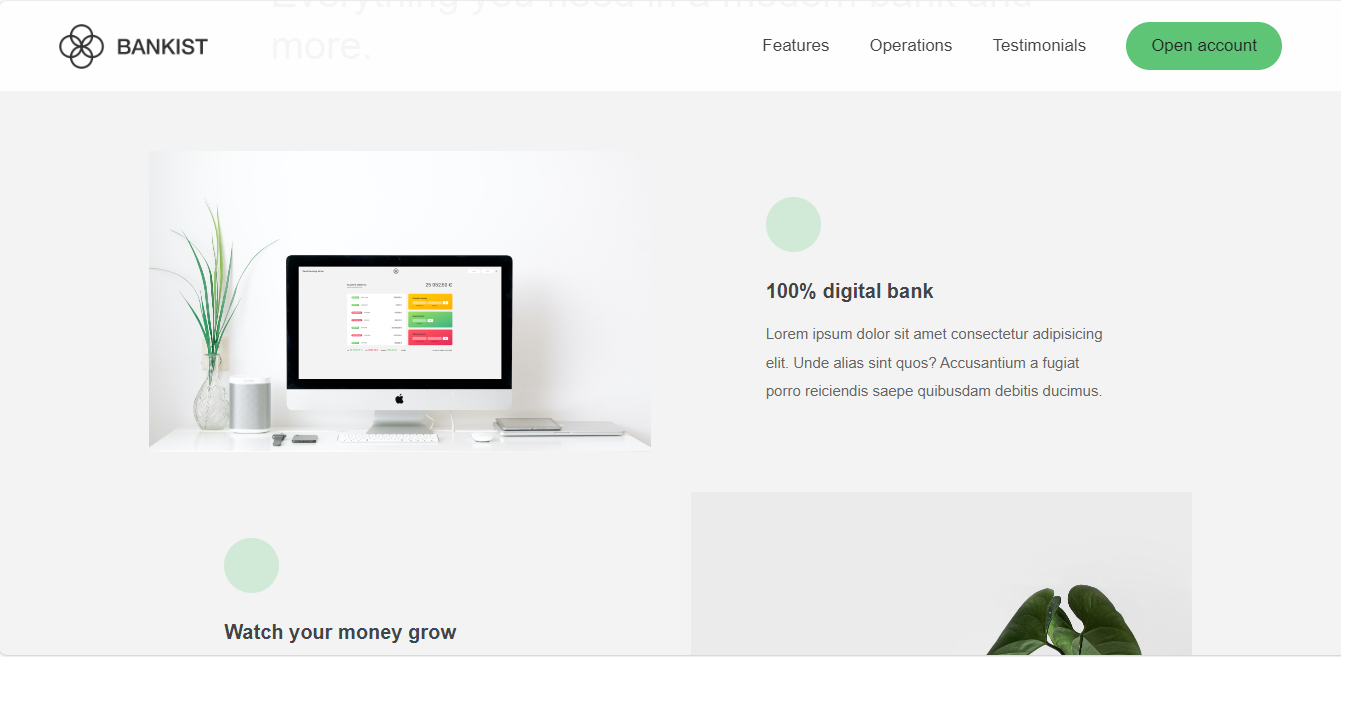 Everything you need in a modern bank and
more.
BANKIST
Features
Operations
Testimonials
Open account
25 952,59 €
100% digital bank
Lorem ipsum dolor sit amet consectetur adipisicing
elit. Unde alias sint quos? Accusantium a fugiat
porro reiciendis saepe quibusdam debitis ducimus.
Watch your money grow